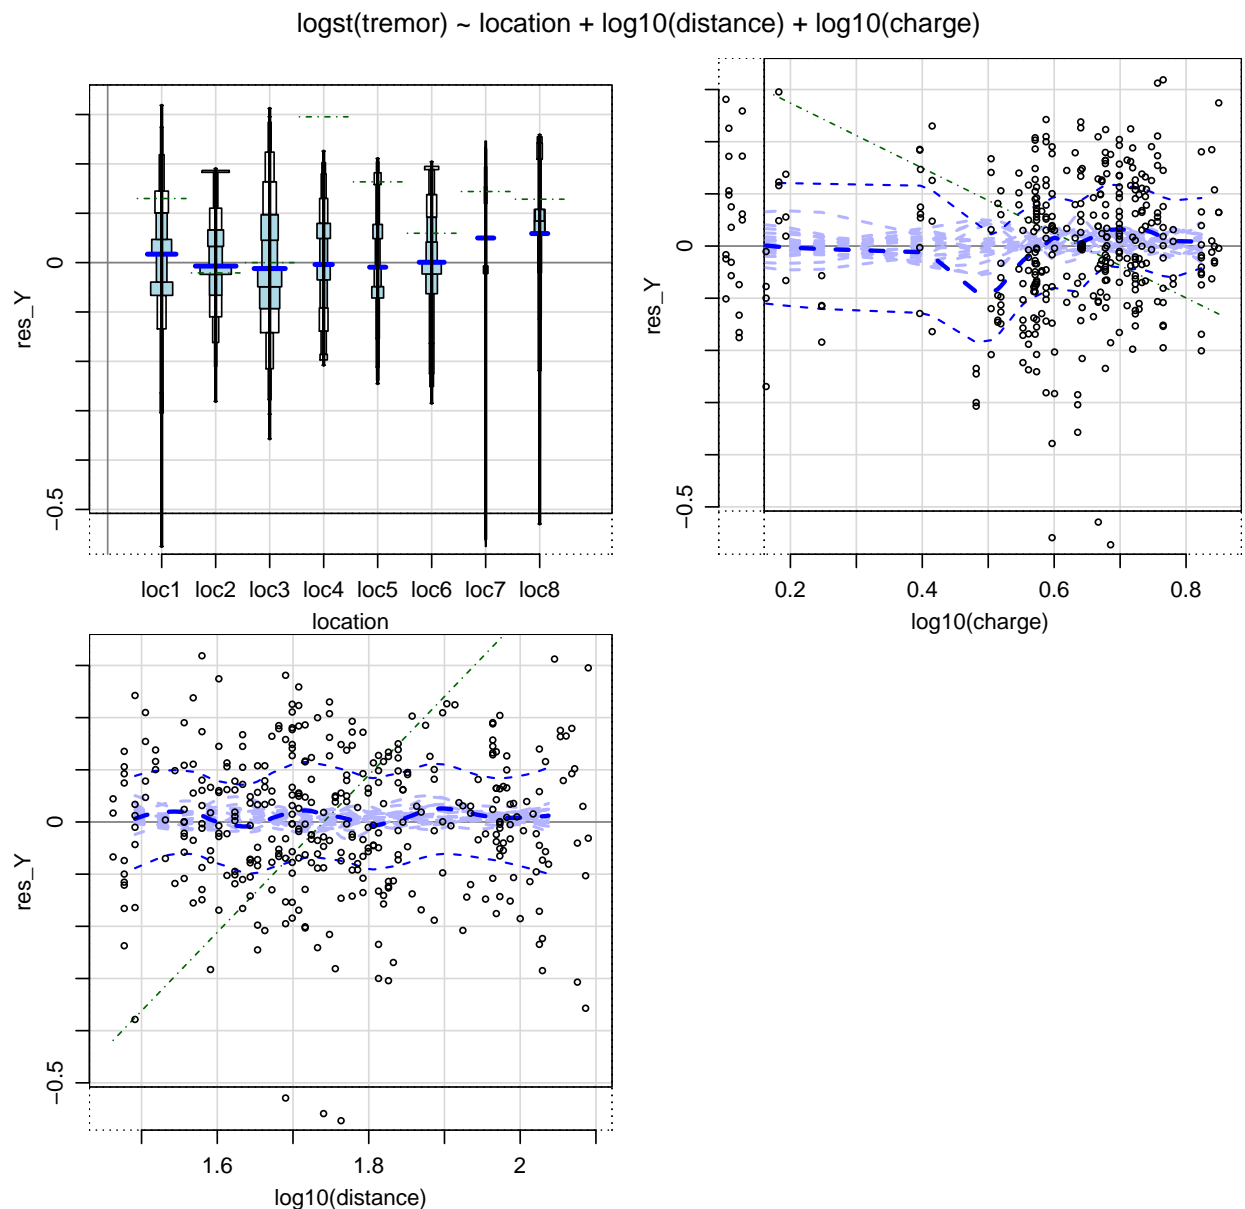 logst(tremor) ~ location + log10(distance) + log10(charge)
res_Y
0
−0.5
loc1 loc2 loc3 loc4 loc5 loc6 loc7 loc8
location
res_Y
0
−0.5
0.2 0.4 0.6 0.8
log10(charge)
res_Y
0
−0.5
1.6 1.8 2
log10(distance)